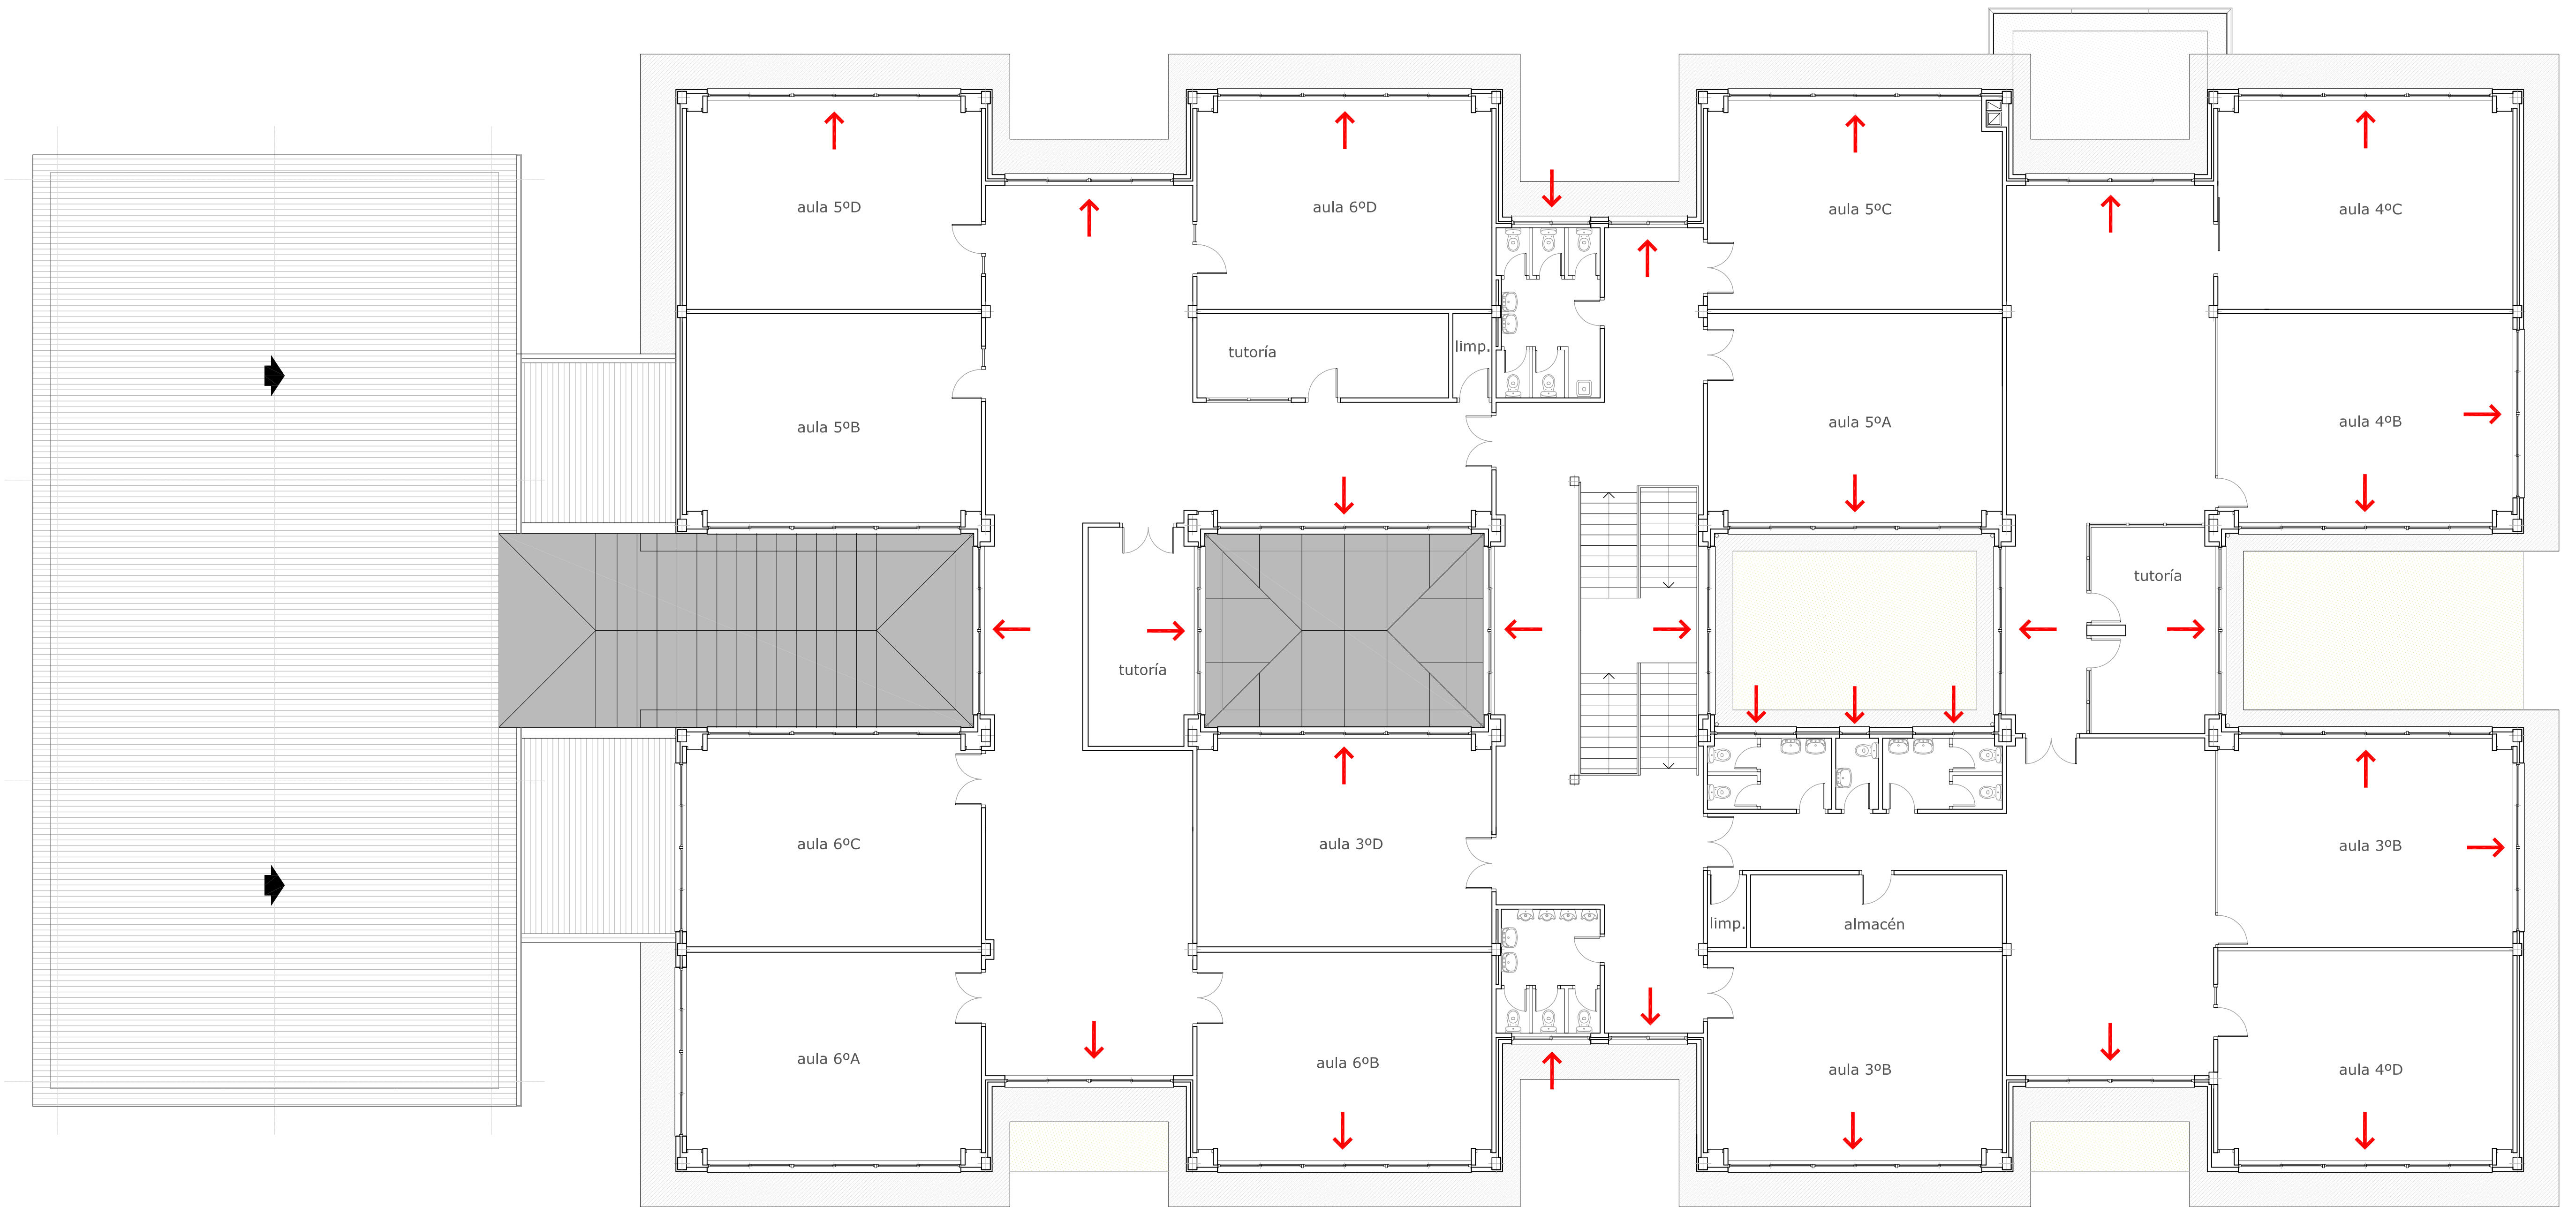 aula 5ºD
aula 6ºD
aula 5ºC
aula 4ºC
tutoría
limp.
aula 5ºB
aula 5ºA
aula 4ºB
tutoría
tutoría
aula 6ºC
aula 3ºD
aula 3ºB
limp.
almacén
aula 6ºA
aula 6ºB
aula 3ºB
aula 4ºD